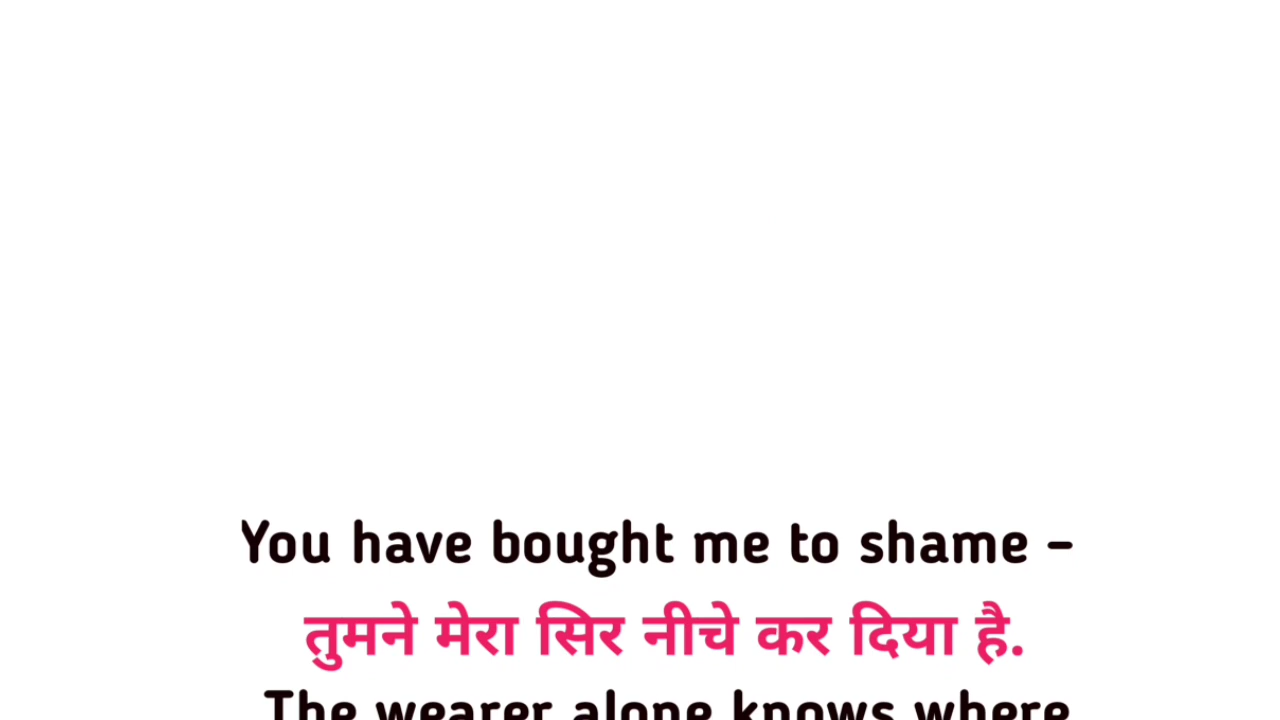 You have bought me to shame –
तुमने मेरा सिर नीचे कर दिया है.
The wearer alone knows where